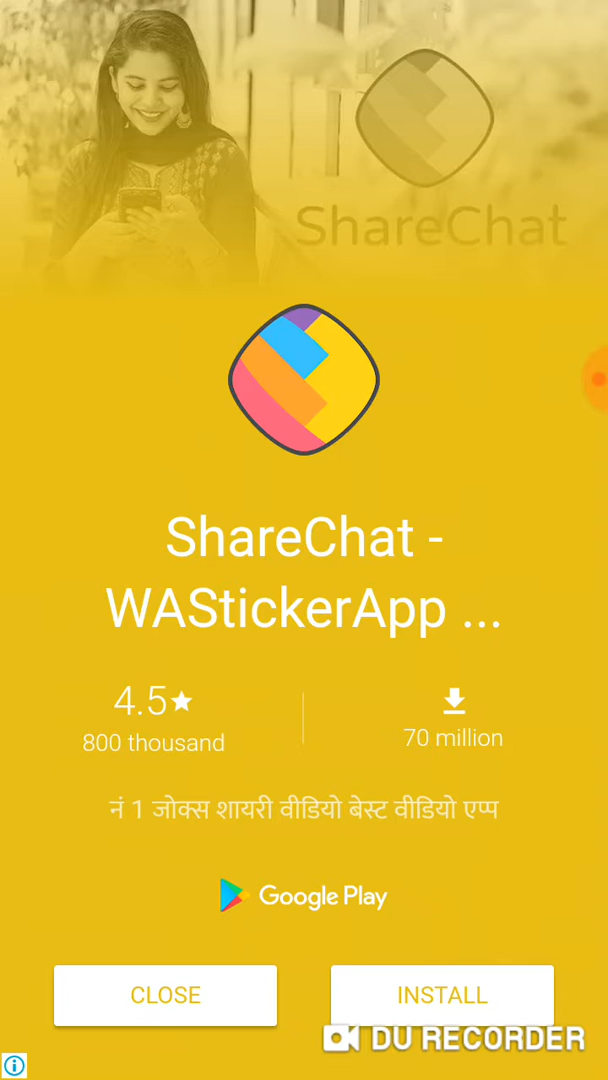 ShareChat
ShareChat -
WAStickerApp ...
4.5★
800 thousand
70 million
नं 1 जोक्स शायरी वीडियो बेस्ट वीडियो एप्प
Google Play
CLOSE
INSTALL
DU RECORDER